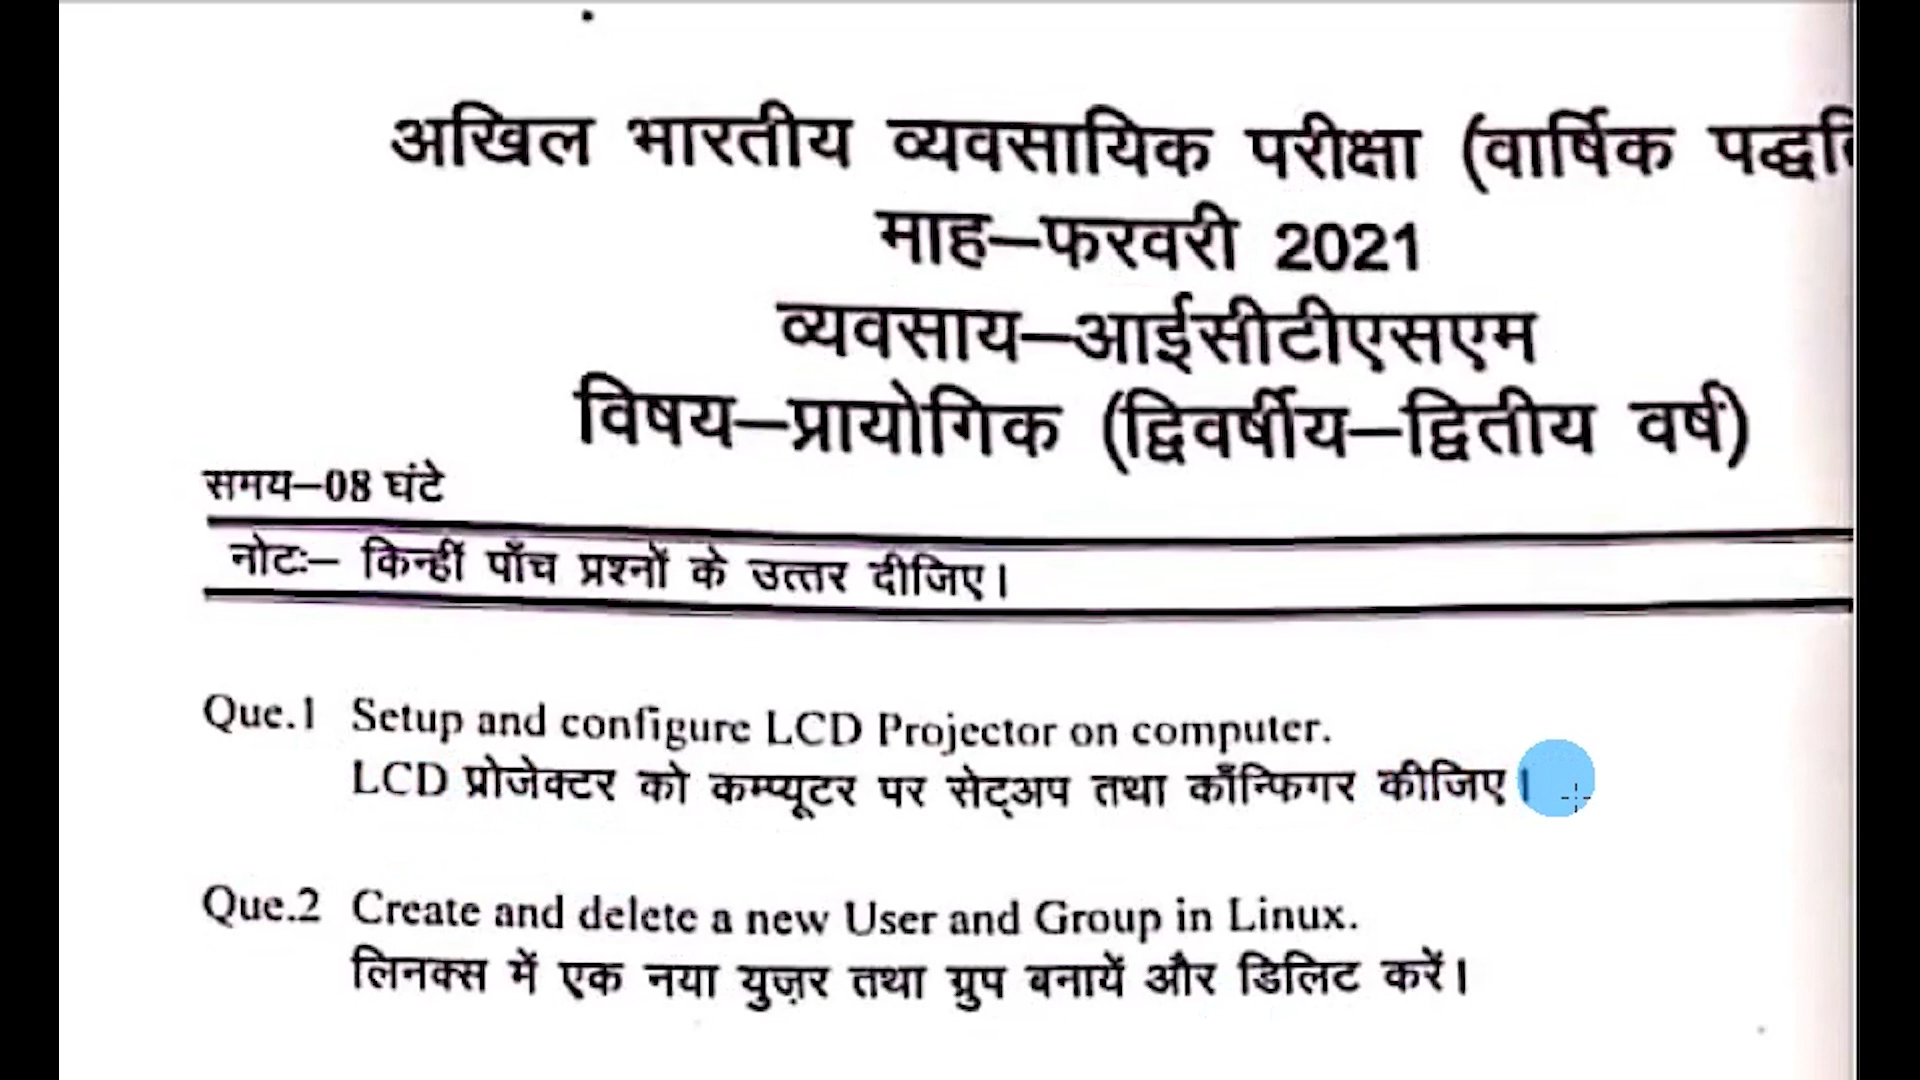 अखिल भारतीय व्यवसायिक परीक्षा (वार्षिक
माह–फरवरी 2021
व्यवसाय–आईसीटीएसएम
विषय–प्रायोगिक (द्विवर्षीय–द्वितीय वर्ष)
समय–08 घंटे
नोटः– किन्हीं पाँच प्रश्नों के उत्तर दीजिए।
Que.1 Setup and configure LCD Projector on computer.
LCD प्रोजेक्टर को कम्प्यूटर पर सेट्अप तथा काँन्फिगर कीजिए।
Que.2 Create and delete a new User and Group in Linux.
लिनक्स में एक नया युज़र तथा ग्रुप बनायें और डिलिट करें।